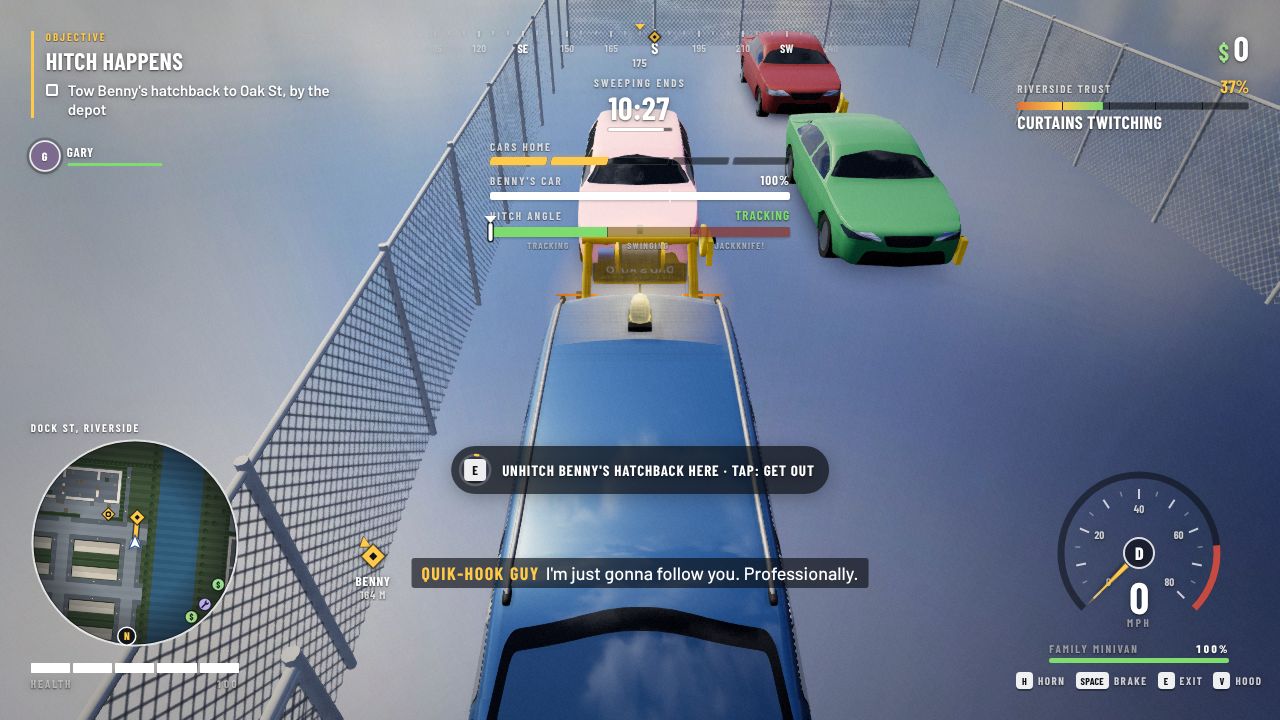 OBJECTIVE
HITCH HAPPENS
Tow Benny's hatchback to Oak St, by the
depot
G GARY
120 SE 150 165 S 195 210 SW 240
175
SWEEPING ENDS
10:27
CARS HOME
BENNY'S CAR 100%
HITCH ANGLE TRACKING
TRACKING SWINGING JACKKNIFE!
$0
RIVERSIDE TRUST 37%
CURTAINS TWITCHING
E UNHITCH BENNY'S HATCHBACK HERE · TAP: GET OUT
QUIK-HOOK GUY I'm just gonna follow you. Professionally.
BENNY
164 M
DOCK ST, RIVERSIDE
$
$
N
HEALTH 100
0 20 40 60 80
D
0
MPH
FAMILY MINIVAN 100%
H HORN SPACE BRAKE E EXIT V HOOD